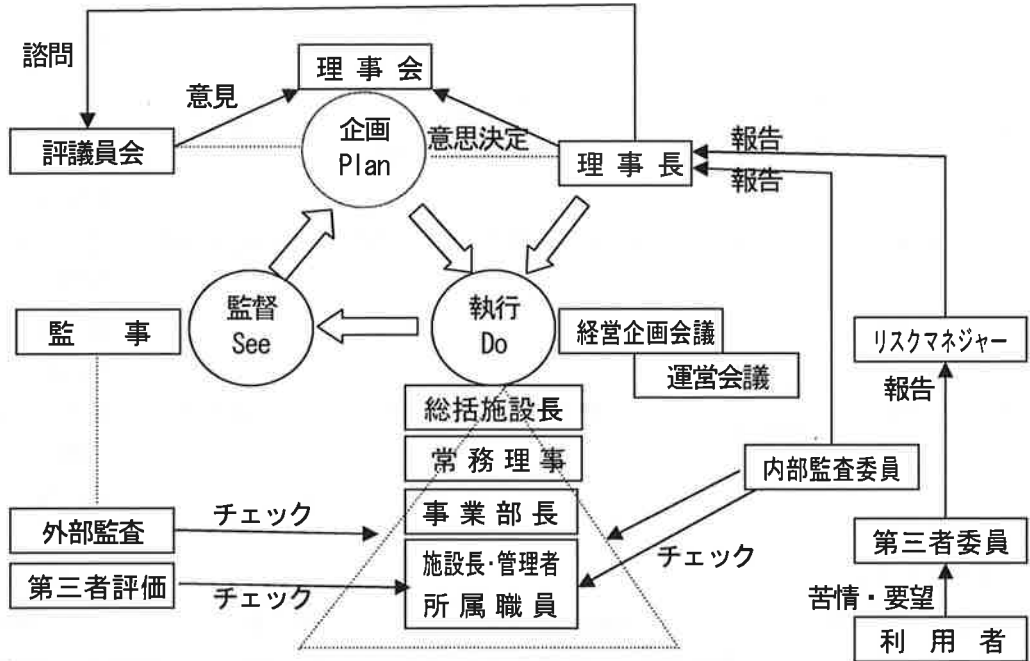 諮問
理事会
意見
企画
Plan
意思決定
評議員会
理事長
報告
報告
監督
See
執行
Do
監　事
経営企画会議
運営会議
リスクマネジャー
報告
総括施設長
常務理事
内部監査委員
事業部長
外部監査
チェック
第三者委員
施設長・管理者
所属職員
チェック
第三者評価
チェック
苦情・要望
利用者